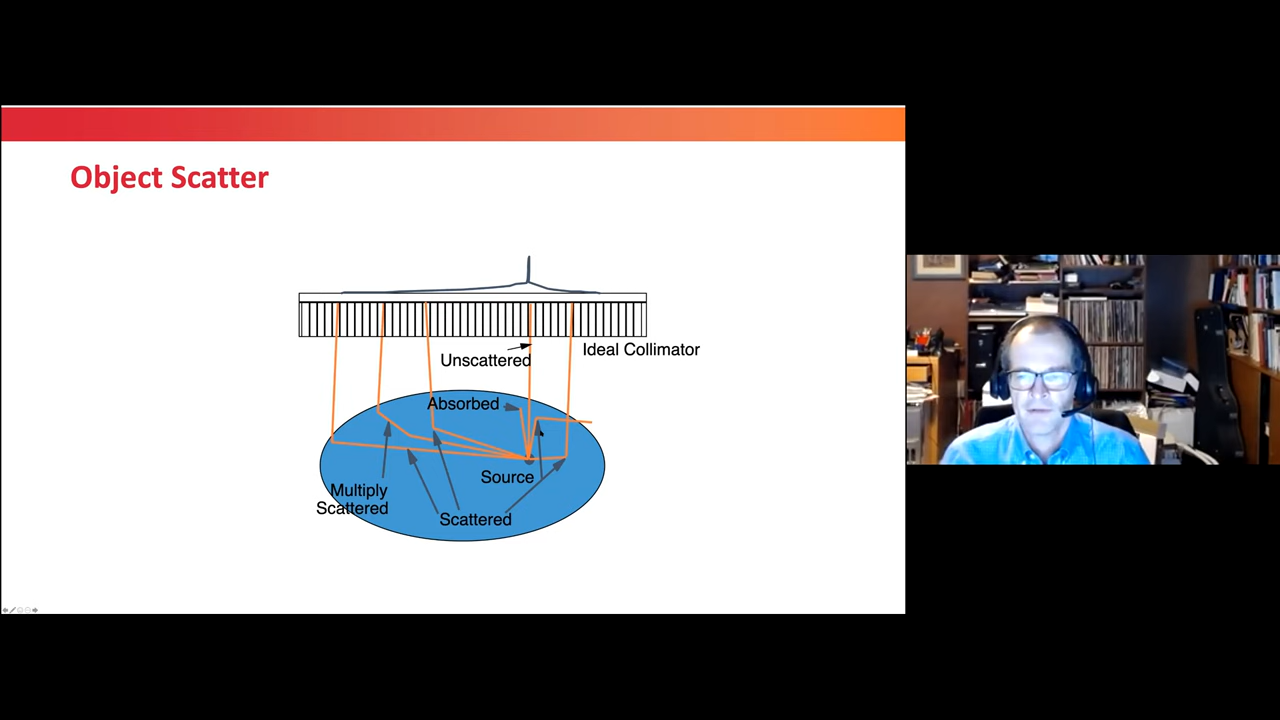 Object Scatter
Unscattered
Ideal Collimator
Absorbed
Source
Multiply
Scattered
Scattered